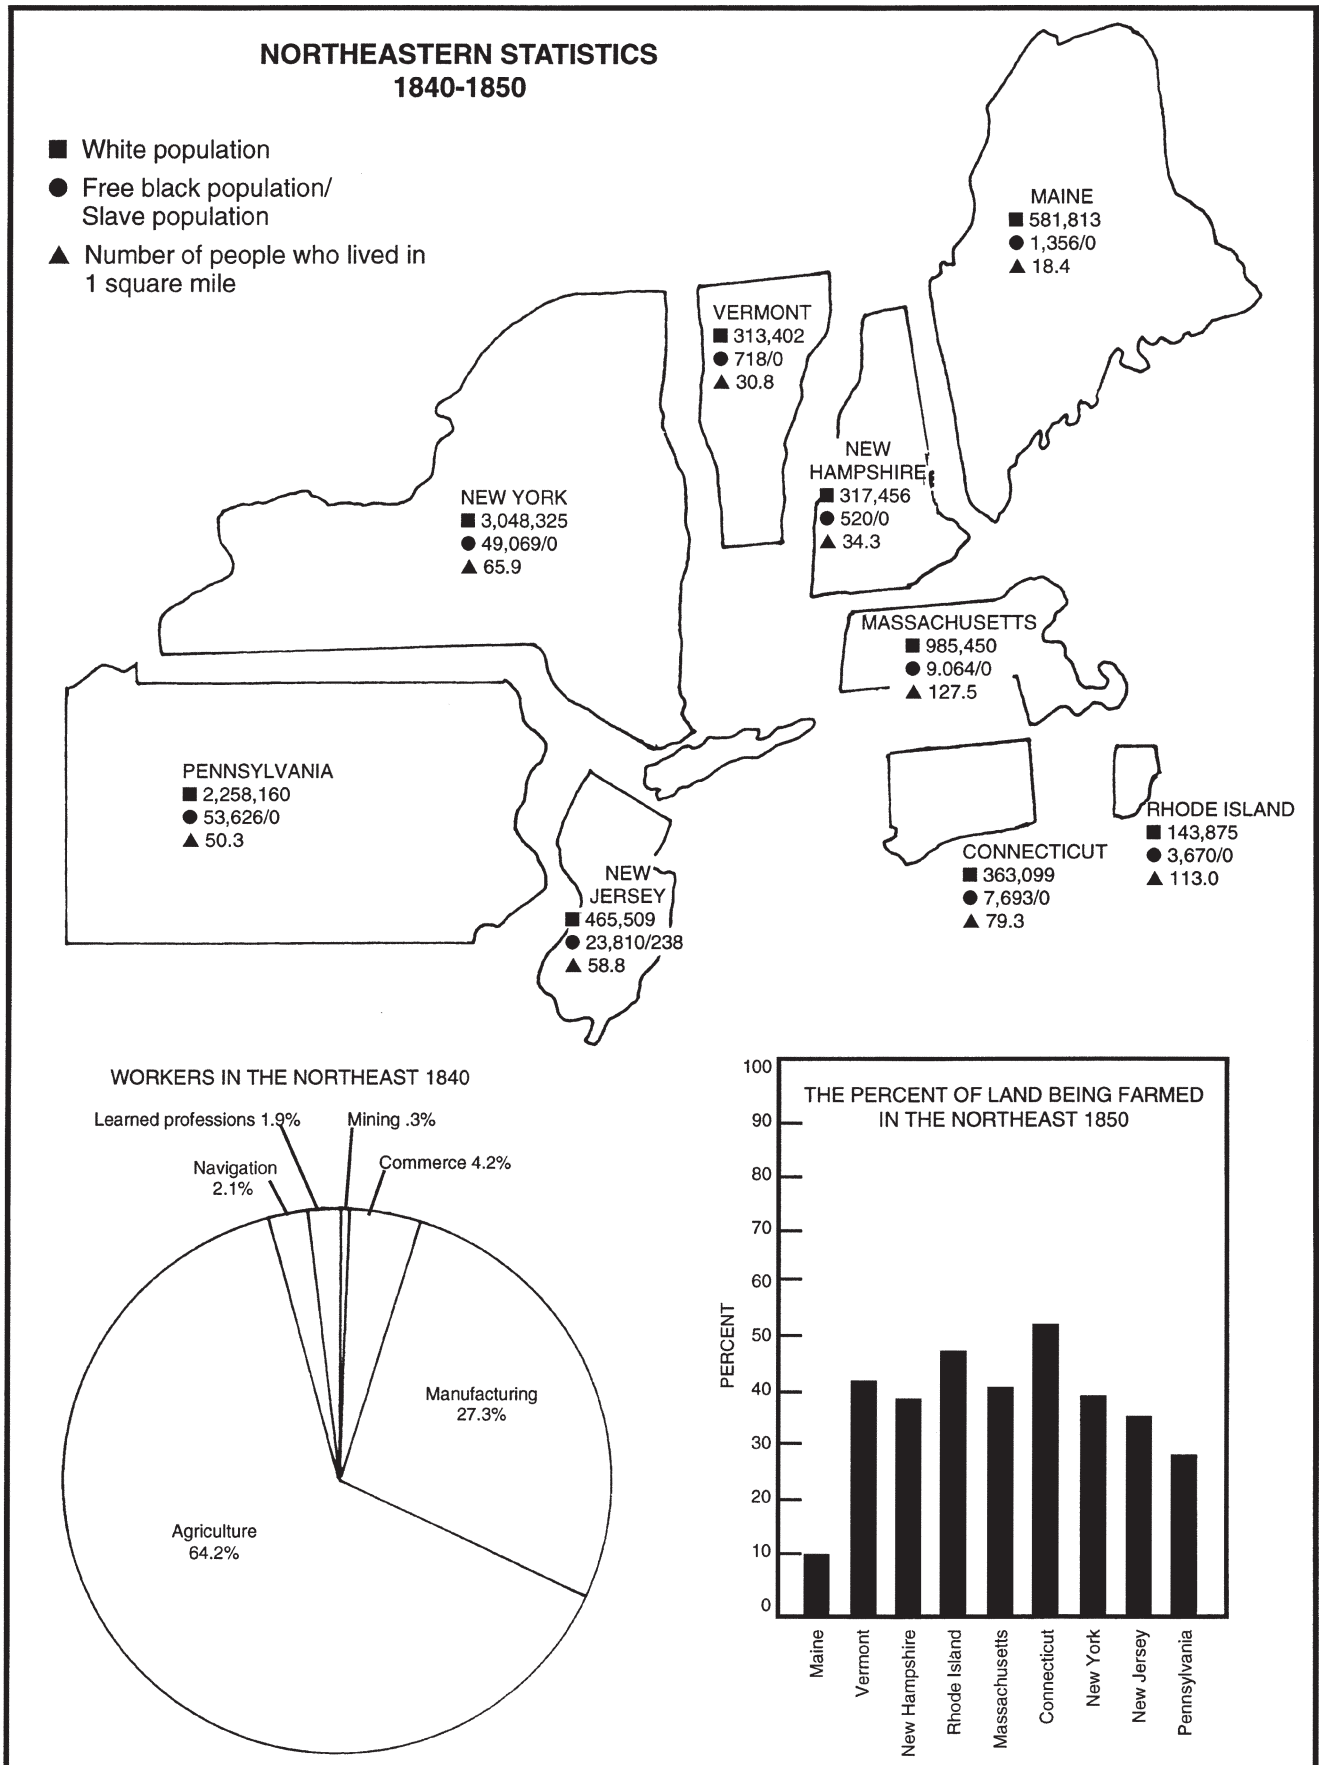 NORTHEASTERN STATISTICS
1840-1850
■ White population
● Free black population/
Slave population
▲ Number of people who lived in
1 square mile
MAINE
■ 581,813
● 1,356/0
▲ 18.4
VERMONT
■ 313,402
● 718/0
▲ 30.8
NEW
HAMPSHIRE
■ 317,456
● 520/0
▲ 34.3
NEW YORK
■ 3,048,325
● 49,069/0
▲ 65.9
MASSACHUSETTS
■ 985,450
● 9.064/0
▲ 127.5
PENNSYLVANIA
■ 2,258,160
● 53,626/0
▲ 50.3
RHODE ISLAND
■ 143,875
● 3,670/0
▲ 113.0
CONNECTICUT
■ 363,099
● 7,693/0
▲ 79.3
NEW
JERSEY
■ 465,509
● 23,810/238
▲ 58.8
WORKERS IN THE NORTHEAST 1840
Learned professions 1.9%
Mining .3%
Navigation
2.1%
Commerce 4.2%
Manufacturing
27.3%
Agriculture
64.2%
THE PERCENT OF LAND BEING FARMED
IN THE NORTHEAST 1850
PERCENT
100
90
80
70
60
50
40
30
20
10
0
Maine
Vermont
New Hampshire
Rhode Island
Massachusetts
Connecticut
New York
New Jersey
Pennsylvania